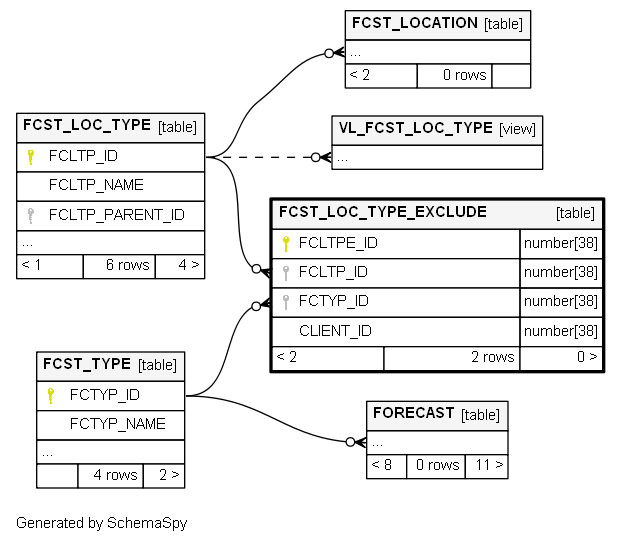 FCST_LOCATION [table]
...
< 2 0 rows
FCST_LOC_TYPE [table]
FCLTP_ID
FCLTP_NAME
FCLTP_PARENT_ID
...
< 1 6 rows 4 >
VL_FCST_LOC_TYPE [view]
...
FCST_LOC_TYPE_EXCLUDE [table]
FCLTPE_ID number[38]
FCLTP_ID number[38]
FCTYP_ID number[38]
CLIENT_ID number[38]
< 2 2 rows 0 >
FCST_TYPE [table]
FCTYP_ID
FCTYP_NAME
...
4 rows 2 >
FORECAST [table]
...
< 8 0 rows 11 >
Generated by SchemaSpy